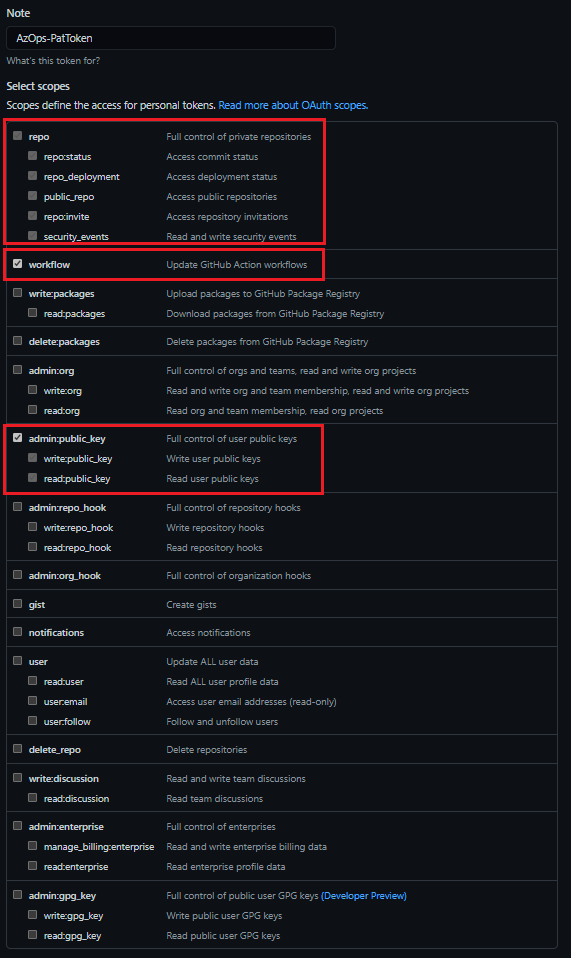 Note
AzOps-PatToken
What's this token for?
Select scopes
Scopes define the access for personal tokens. Read more about OAuth scopes.
repo Full control of private repositories
repo:status Access commit status
repo_deployment Access deployment status
public_repo Access public repositories
repo:invite Access repository invitations
security_events Read and write security events
workflow Update GitHub Action workflows
write:packages Upload packages to GitHub Package Registry
read:packages Download packages from GitHub Package Registry
delete:packages Delete packages from GitHub Package Registry
admin:org Full control of orgs and teams, read and write org projects
write:org Read and write org and team membership, read and write org projects
read:org Read org and team membership, read org projects
admin:public_key Full control of user public keys
write:public_key Write user public keys
read:public_key Read user public keys
admin:repo_hook Full control of repository hooks
write:repo_hook Write repository hooks
read:repo_hook Read repository hooks
admin:org_hook Full control of organization hooks
gist Create gists
notifications Access notifications
user Update ALL user data
read:user Read ALL user profile data
user:email Access user email addresses (read-only)
user:follow Follow and unfollow users
delete_repo Delete repositories
write:discussion Read and write team discussions
read:discussion Read team discussions
admin:enterprise Full control of enterprises
manage_billing:enterprise Read and write enterprise billing data
read:enterprise Read enterprise profile data
admin:gpg_key Full control of public user GPG keys (Developer Preview)
write:gpg_key Write public user GPG keys
read:gpg_key Read public user GPG keys